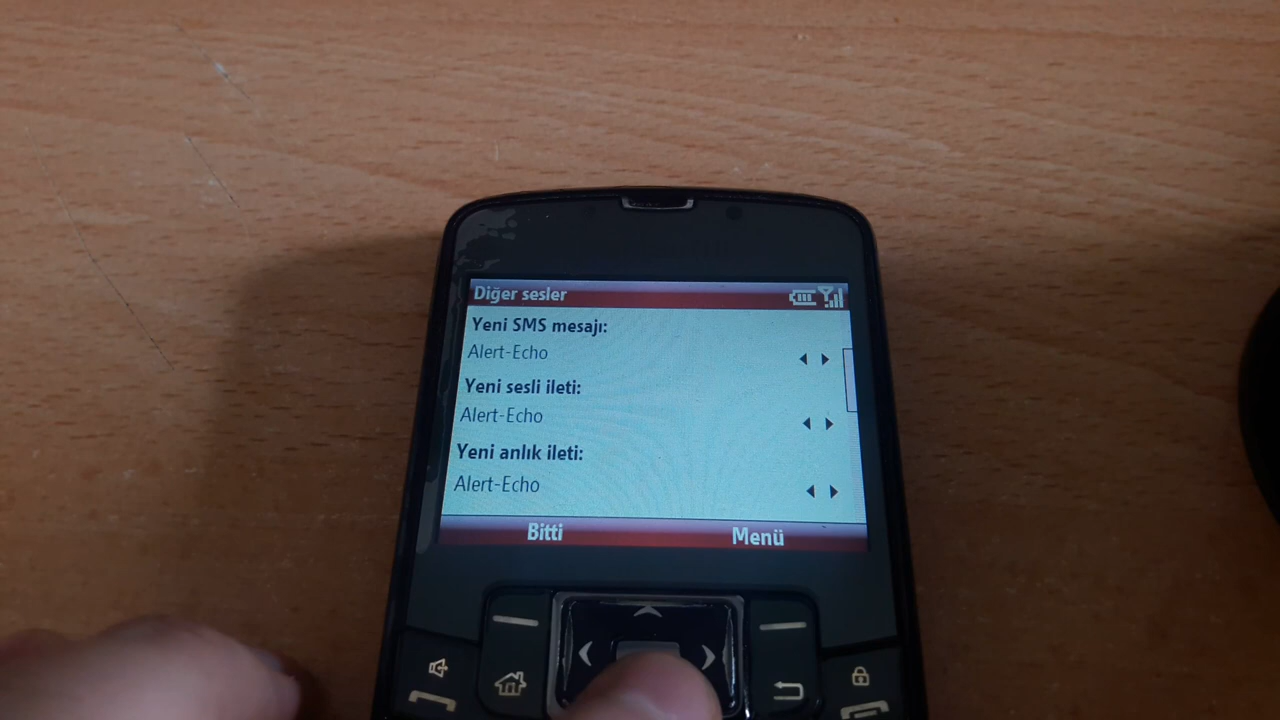 Diğer sesler
Yeni SMS mesajı:
Alert-Echo
Yeni sesli ileti:
Alert-Echo
Yeni anlık ileti:
Alert-Echo
Bitti Menü